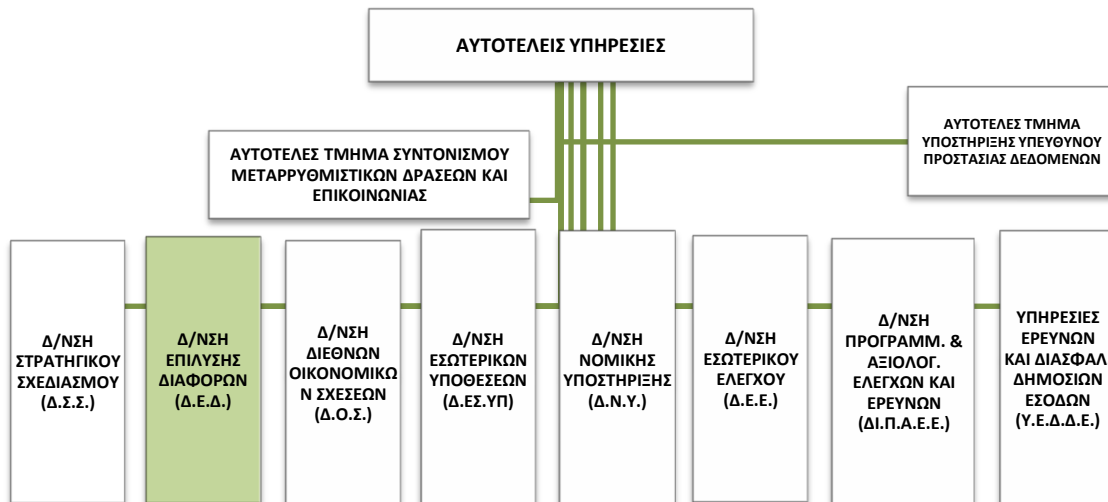 ΑΥΤΟΤΕΛΕΙΣ ΥΠΗΡΕΣΙΕΣ
ΑΥΤΟΤΕΛΕΣ ΤΜΗΜΑ
ΥΠΟΣΤΗΡΙΞΗΣ ΥΠΕΥΘΥΝΟΥ
ΠΡΟΣΤΑΣΙΑΣ ΔΕΔΟΜΕΝΩΝ
ΑΥΤΟΤΕΛΕΣ ΤΜΗΜΑ ΣΥΝΤΟΝΙΣΜΟΥ
ΜΕΤΑΡΡΥΘΜΙΣΤΙΚΩΝ ΔΡΑΣΕΩΝ ΚΑΙ
ΕΠΙΚΟΙΝΩΝΙΑΣ
Δ/ΝΣΗ
ΣΤΡΑΤΗΓΙΚΟΥ
ΣΧΕΔΙΑΣΜΟΥ
(Δ.Σ.Σ.)
Δ/ΝΣΗ
ΕΠΙΛΥΣΗΣ
ΔΙΑΦΟΡΩΝ
(Δ.Ε.Δ.)
Δ/ΝΣΗ
ΔΙΕΘΝΩΝ
ΟΙΚΟΝΟΜΙΚΩ
Ν ΣΧΕΣΕΩΝ
(Δ.Ο.Σ.)
Δ/ΝΣΗ
ΕΣΩΤΕΡΙΚΩΝ
ΥΠΟΘΕΣΕΩΝ
(Δ.ΕΣ.ΥΠ)
Δ/ΝΣΗ
ΝΟΜΙΚΗΣ
ΥΠΟΣΤΗΡΙΞΗΣ
(Δ.Ν.Υ.)
Δ/ΝΣΗ
ΕΣΩΤΕΡΙΚΟΥ
ΕΛΕΓΧΟΥ
(Δ.Ε.Ε.)
Δ/ΝΣΗ
ΠΡΟΓΡΑΜΜ. &
ΑΞΙΟΛΟΓ.
ΕΛΕΓΧΩΝ ΚΑΙ
ΕΡΕΥΝΩΝ
(ΔΙ.Π.Α.Ε.Ε.)
ΥΠΗΡΕΣΙΕΣ
ΕΡΕΥΝΩΝ
ΚΑΙ ΔΙΑΣΦΑΛ
ΔΗΜΟΣΙΩΝ
ΕΣΟΔΩΝ
(Υ.Ε.Δ.Δ.Ε.)